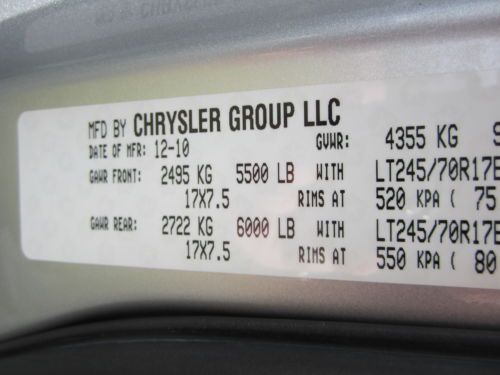 MFD BY CHRYSLER GROUP LLC
DATE OF MFR: 12-10 GVWR: 4355 KG
GAWR FRONT: 2495 KG 5500 LB WITH LT245/70R17E
17X7.5 RIMS AT 520 KPA ( 75
GAWR REAR: 2722 KG 6000 LB WITH LT245/70R17E
17X7.5 RIMS AT 550 KPA ( 80